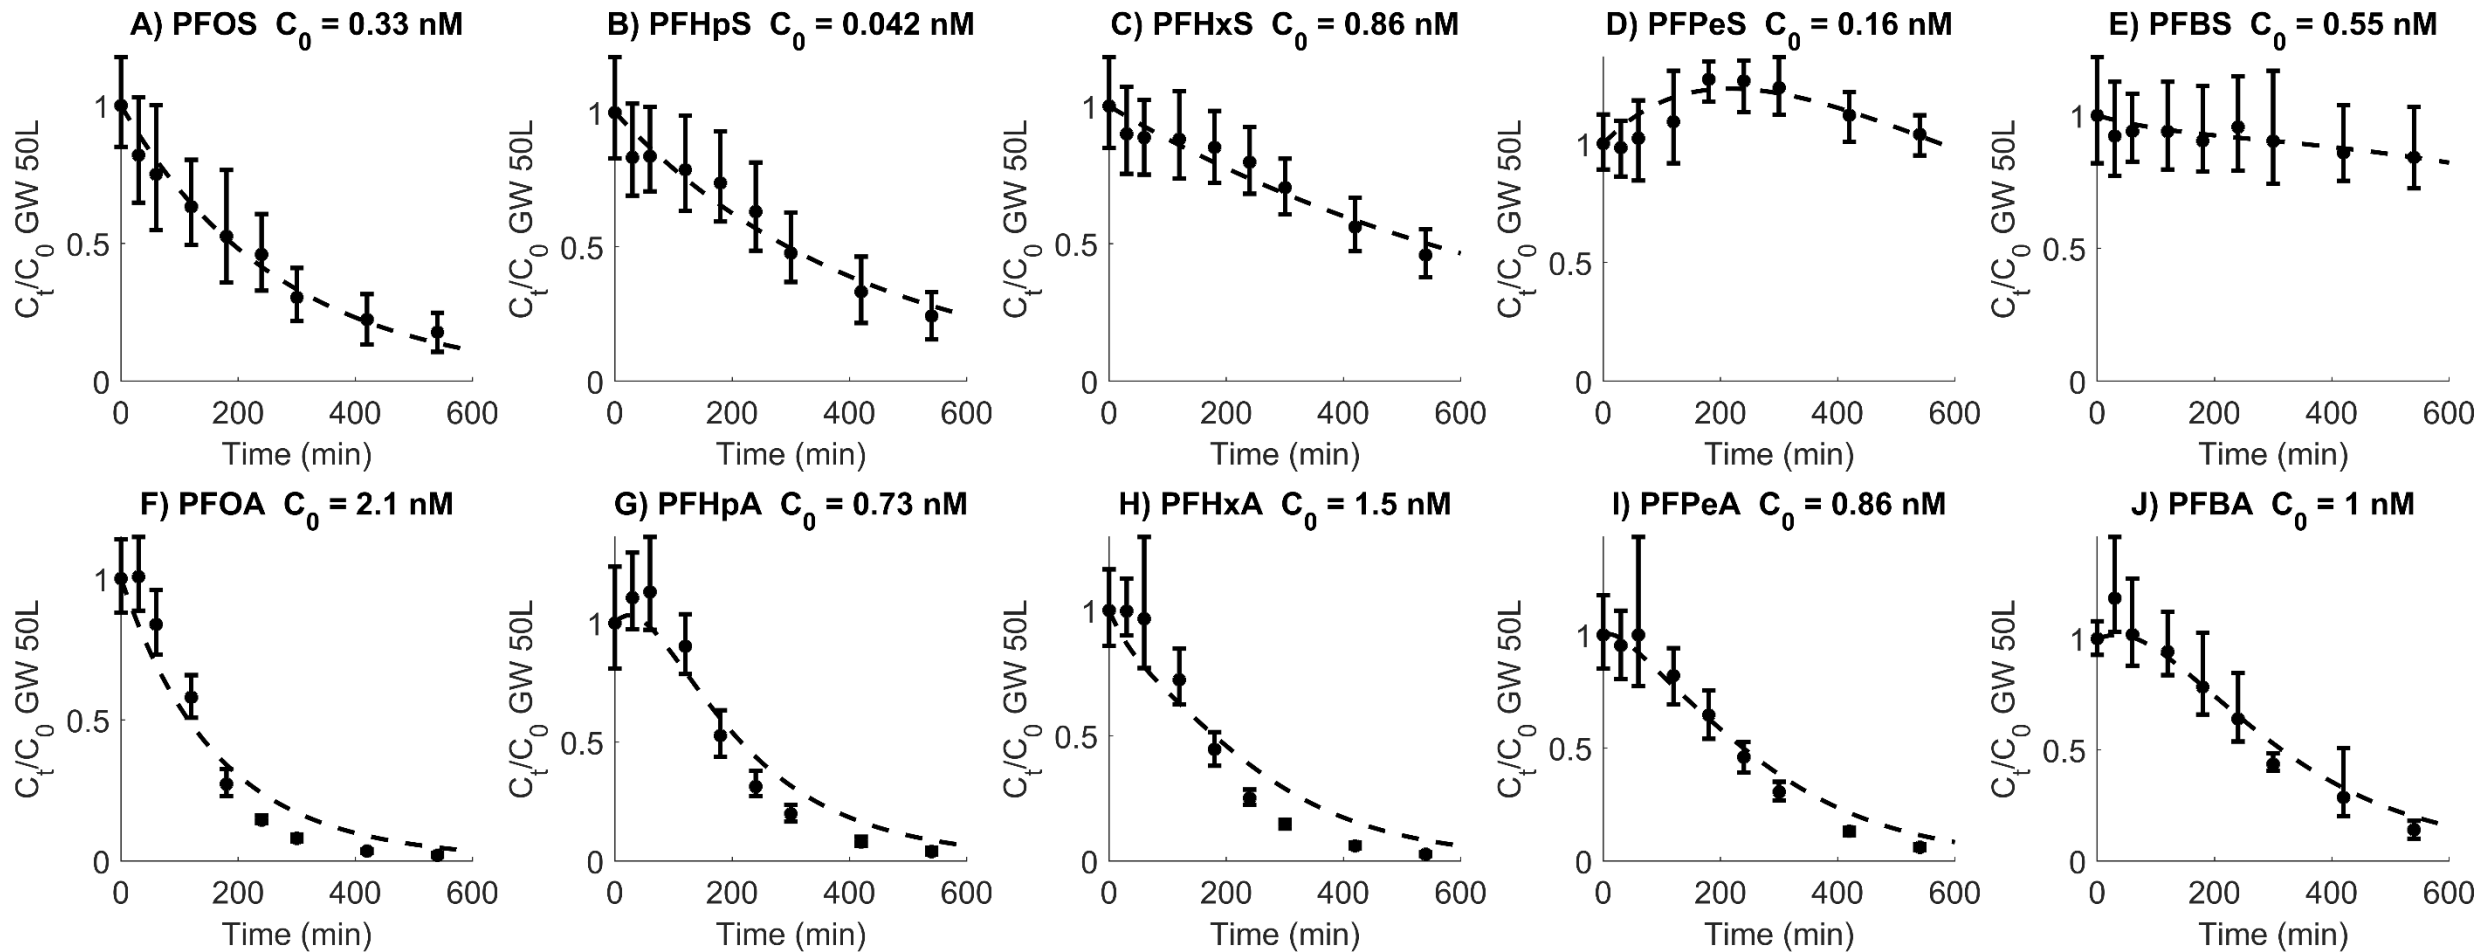 A) PFOS C0 = 0.33 nM
Ct/C0 GW 50L
1
0.5
0
0 200 400 600
Time (min)
B) PFHpS C0 = 0.042 nM
Ct/C0 GW 50L
1
0.5
0
0 200 400 600
Time (min)
C) PFHxS C0 = 0.86 nM
Ct/C0 GW 50L
1
0.5
0
0 200 400 600
Time (min)
D) PFPeS C0 = 0.16 nM
Ct/C0 GW 50L
1
0.5
0
0 200 400 600
Time (min)
E) PFBS C0 = 0.55 nM
Ct/C0 GW 50L
1
0.5
0
0 200 400 600
Time (min)
F) PFOA C0 = 2.1 nM
Ct/C0 GW 50L
1
0.5
0
0 200 400 600
Time (min)
G) PFHpA C0 = 0.73 nM
Ct/C0 GW 50L
1
0.5
0
0 200 400 600
Time (min)
H) PFHxA C0 = 1.5 nM
Ct/C0 GW 50L
1
0.5
0
0 200 400 600
Time (min)
I) PFPeA C0 = 0.86 nM
Ct/C0 GW 50L
1
0.5
0
0 200 400 600
Time (min)
J) PFBA C0 = 1 nM
Ct/C0 GW 50L
1
0.5
0
0 200 400 600
Time (min)